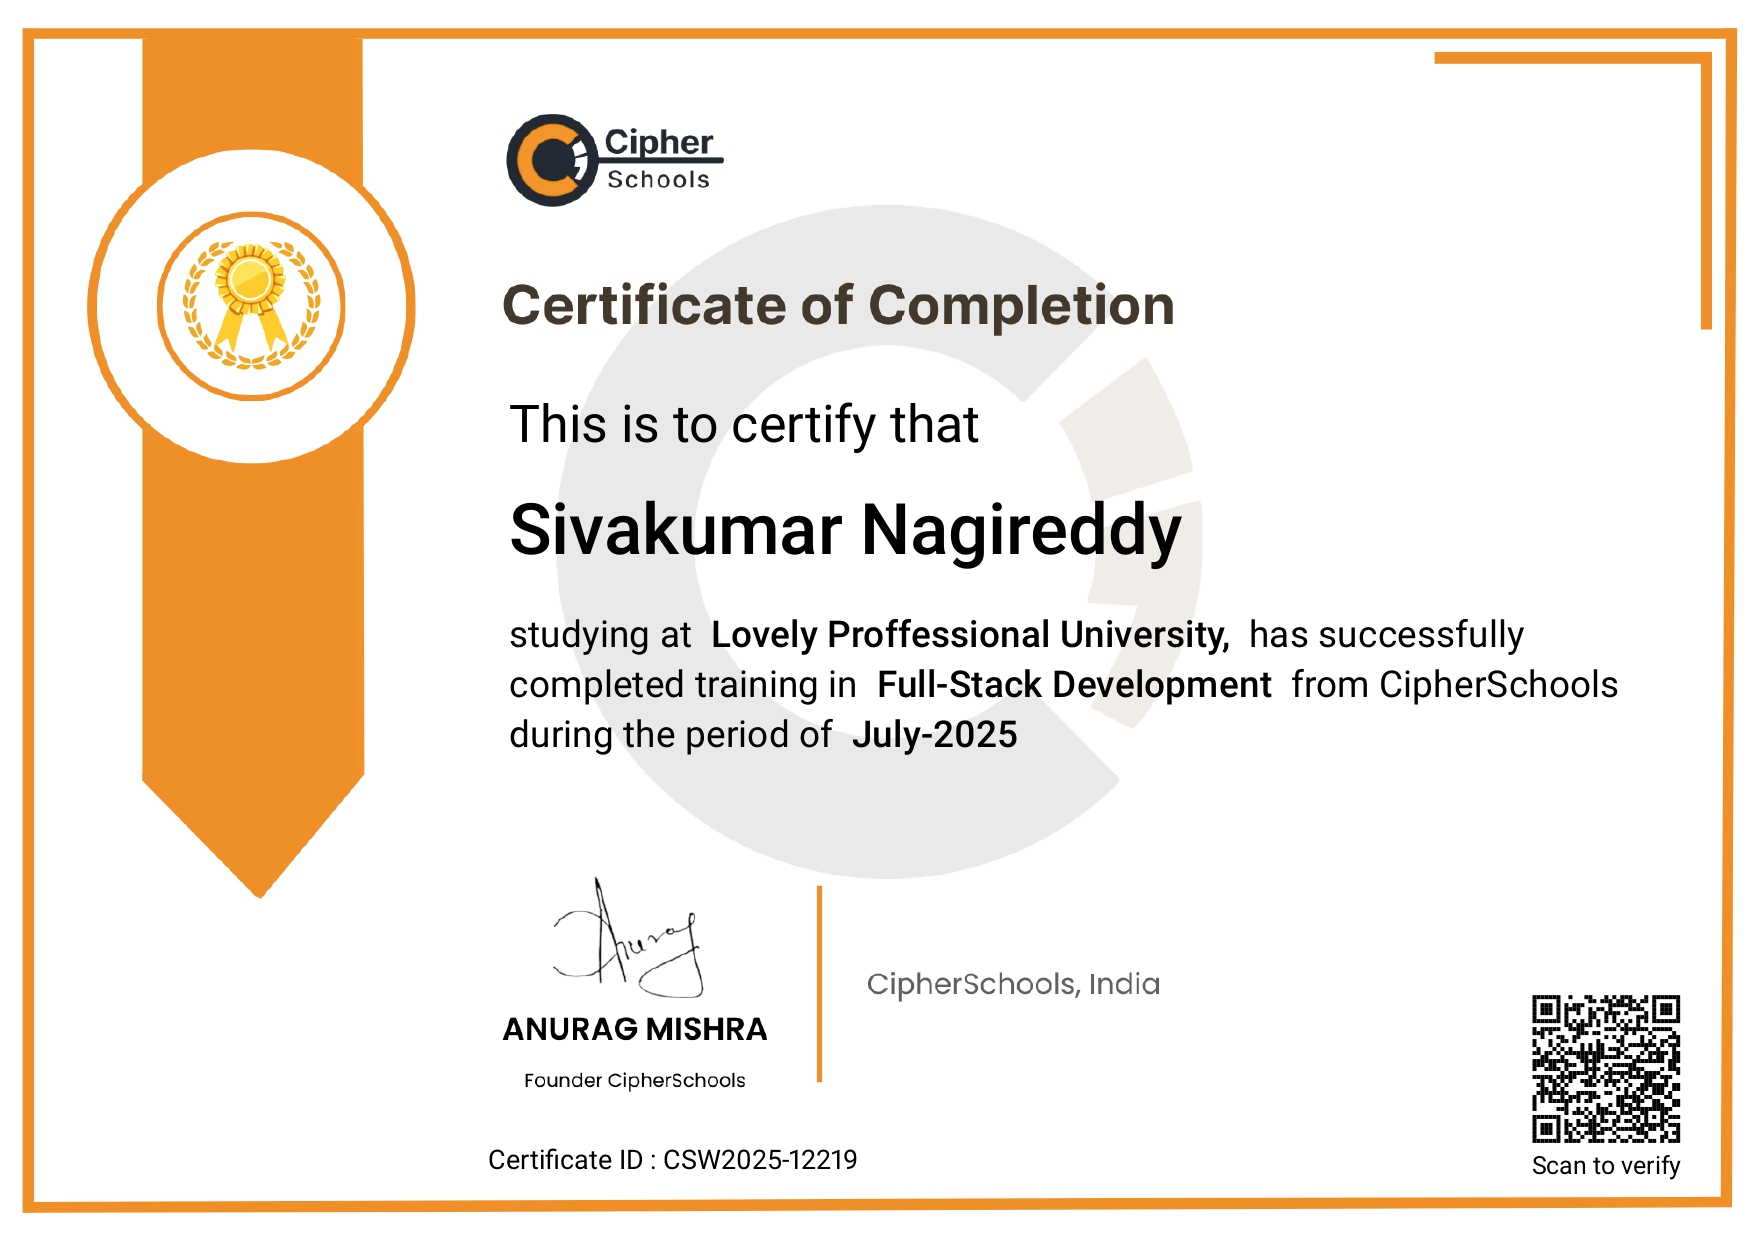 Cipher
Schools
Certificate of Completion
This is to certify that
Sivakumar Nagireddy
studying at Lovely Proffessional University, has successfully
completed training in Full-Stack Development from CipherSchools
during the period of July-2025
Anurag
ANURAG MISHRA
Founder CipherSchools
CipherSchools, India
Certificate ID : CSW2025-12219
Scan to verify